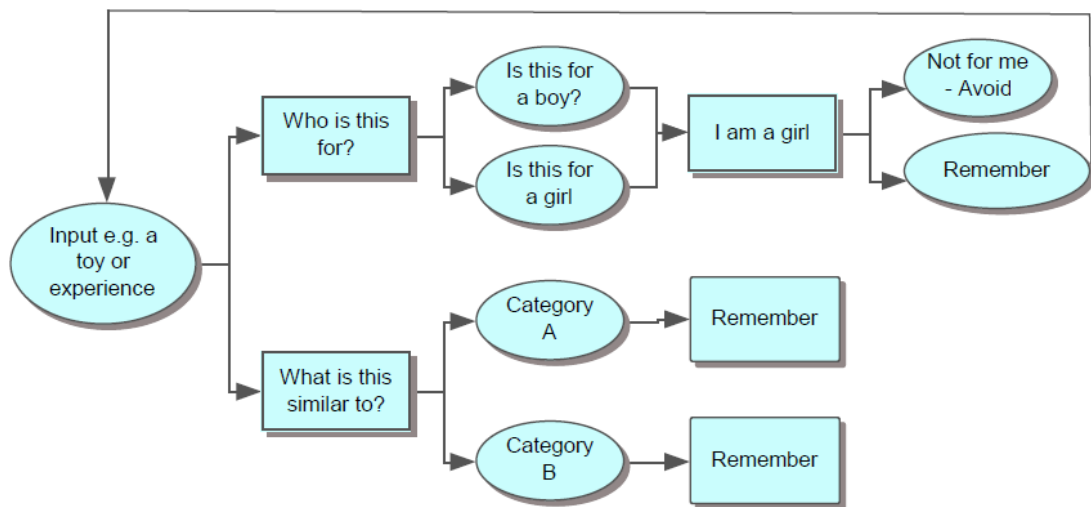 Is this for
a boy?
Not for me
- Avoid
Who is this
for?
I am a girl
Is this for
a girl
Remember
Input e.g. a
toy or
experience
Category
A
Remember
What is this
similar to?
Category
B
Remember